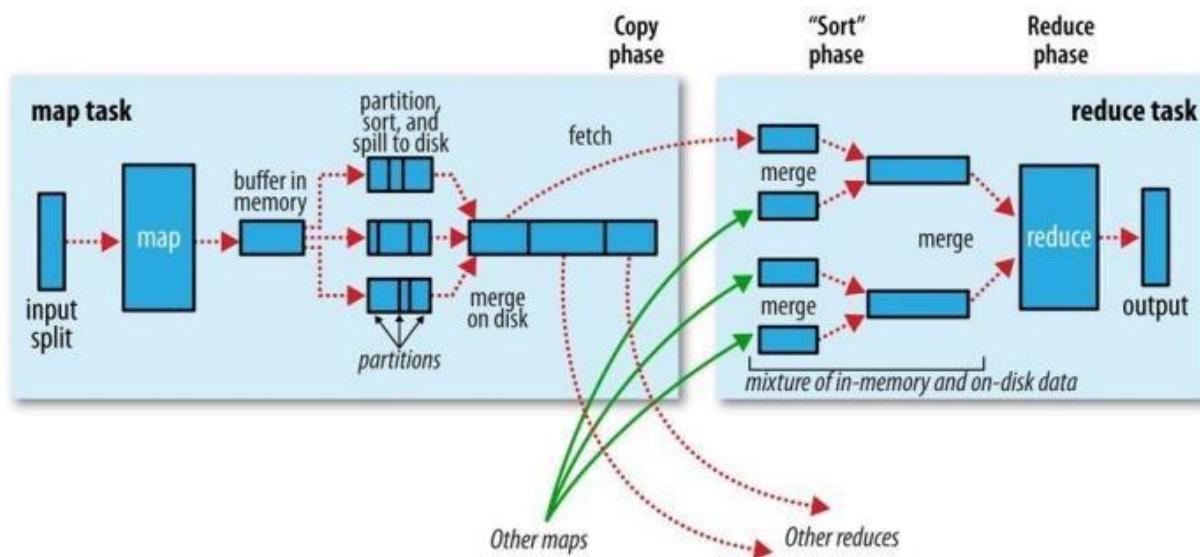 Copy
phase
“Sort”
phase
Reduce
phase
map task
partition,
sort, and
spill to disk
fetch
reduce task
buffer in
memory
map
merge
merge
reduce
input
split
merge
on disk
merge
output
partitions
mixture of in-memory and on-disk data
Other maps
Other reduces